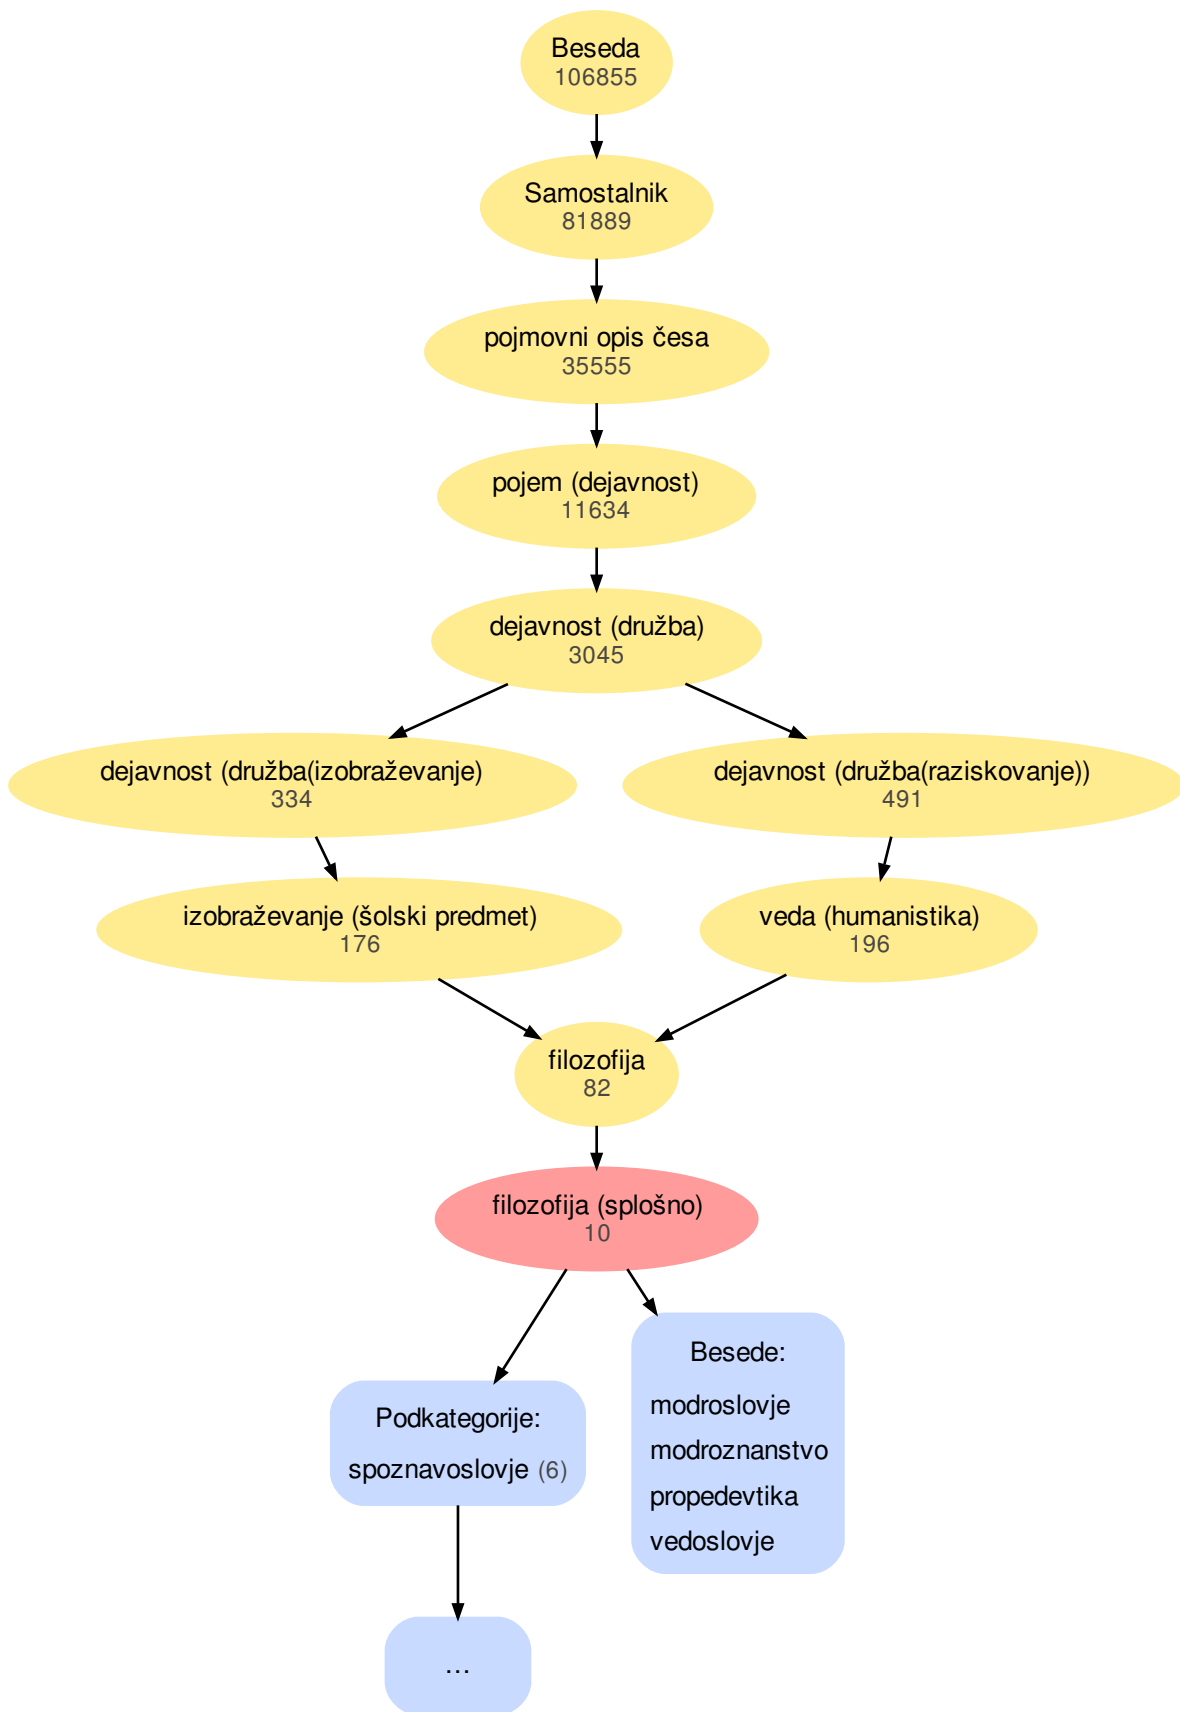 Beseda
106855
Samostalnik
81889
pojmovni opis česa
35555
pojem (dejavnost)
11634
dejavnost (družba)
3045
dejavnost (družba(izobraževanje)
334
dejavnost (družba(raziskovanje))
491
izobraževanje (šolski predmet)
176
veda (humanistika)
196
filozofija
82
filozofija (splošno)
10
Podkategorije:
spoznavoslovje (6)
Besede:
modroslovje
modroznanstvo
propedevtika
vedoslovje
...